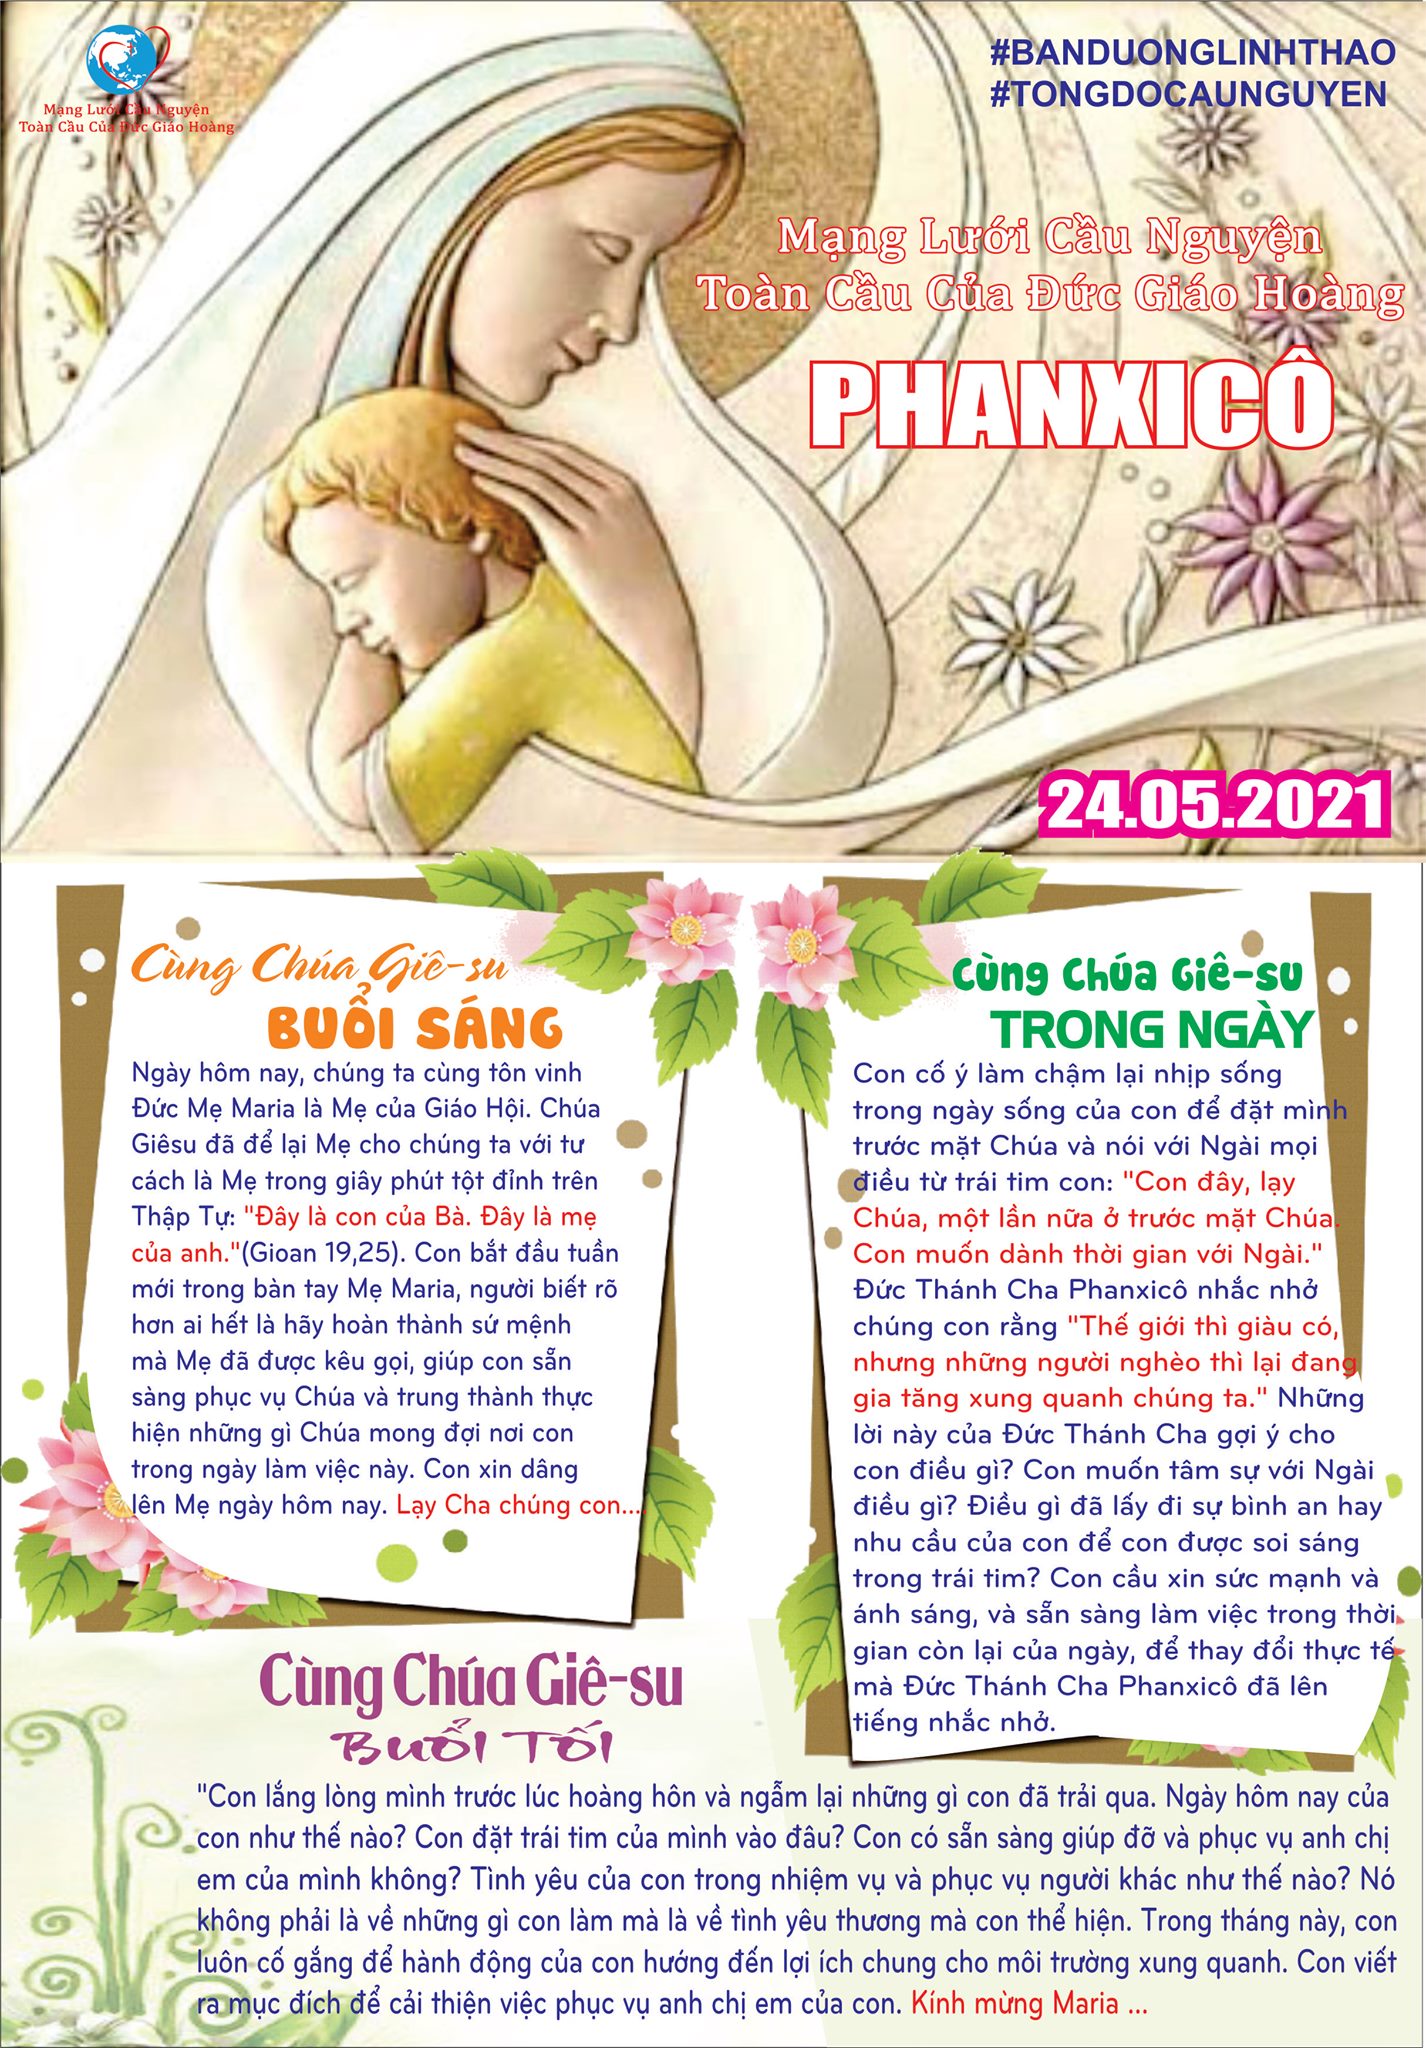 Mạng Lưới Cầu Nguyện
Toàn Cầu Của Đức Giáo Hoàng
#BANDUONGLINHTHAO
#TONGDOCAUNGUYEN
Mạng Lưới Cầu Nguyện
Toàn Cầu Của Đức Giáo Hoàng
PHANXICÔ
24.05.2021
Cùng Chúa Giê-su
BUỔI SÁNG
Ngày hôm nay, chúng ta cùng tôn vinh
Đức Mẹ Maria là Mẹ của Giáo Hội. Chúa
Giêsu đã để lại Mẹ cho chúng ta với tư
cách là Mẹ trong giây phút tột đỉnh trên
Thập Tự: "Đây là con của Bà. Đây là mẹ
của anh."(Gioan 19,25). Con bắt đầu tuần
mới trong bàn tay Mẹ Maria, người biết rõ
hơn ai hết là hãy hoàn thành sứ mệnh
mà Mẹ đã được kêu gọi, giúp con sẵn
sàng phục vụ Chúa và trung thành thực
hiện những gì Chúa mong đợi nơi con
trong ngày làm việc này. Con xin dâng
lên Mẹ ngày hôm nay. Lạy Cha chúng con....
Cùng Chúa Giê-su
TRONG NGÀY
Con cố ý làm chậm lại nhịp sống
trong ngày sống của con để đặt mình
trước mặt Chúa và nói với Ngài mọi
điều từ trái tim con: "Con đây, lạy
Chúa, một lần nữa ở trước mặt Chúa.
Con muốn dành thời gian với Ngài."
Đức Thánh Cha Phanxicô nhắc nhở
chúng con rằng "Thế giới thì giàu có,
nhưng những người nghèo thì lại đang
gia tăng xung quanh chúng ta." Những
lời này của Đức Thánh Cha gợi ý cho
con điều gì? Con muốn tâm sự với Ngài
điều gì? Điều gì đã lấy đi sự bình an hay
nhu cầu của con để con được soi sáng
trong trái tim? Con cầu xin sức mạnh và
ánh sáng, và sẵn sàng làm việc trong thời
gian còn lại của ngày, để thay đổi thực tế
mà Đức Thánh Cha Phanxicô đã lên
tiếng nhắc nhở.
Cùng Chúa Giê-su
BUỔI TỐI
"Con lắng lòng mình trước lúc hoàng hôn và ngẫm lại những gì con đã trải qua. Ngày hôm nay của
con như thế nào? Con đặt trái tim của mình vào đâu? Con có sẵn sàng giúp đỡ và phục vụ anh chị
em của mình không? Tình yêu của con trong nhiệm vụ và phục vụ người khác như thế nào? Nó
không phải là về những gì con làm mà là về tình yêu thương mà con thể hiện. Trong tháng này, con
luôn cố gắng để hành động của con hướng đến lợi ích chung cho môi trường xung quanh. Con viết
ra mục đích để cải thiện việc phục vụ anh chị em của con. Kính mừng Maria ...